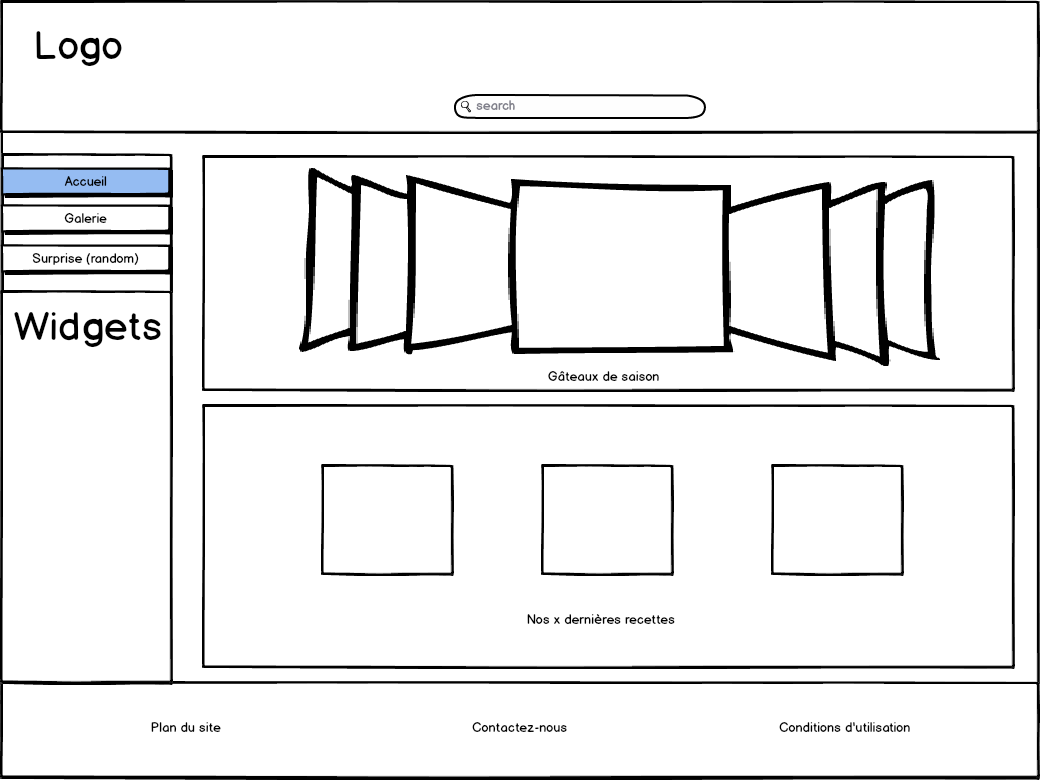 Logo
search
Accueil
Galerie
Surprise (random)
Widgets
Gâteaux de saison
Nos x dernières recettes
Plan du site
Contactez-nous
Conditions d'utilisation